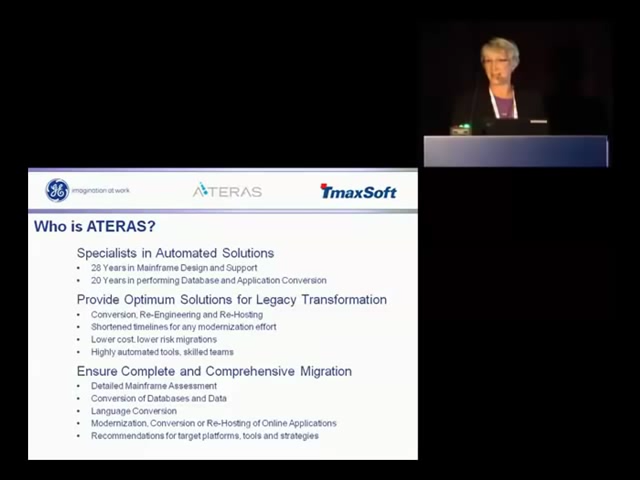 GE imagination at work
ATERAS
TmaxSoft
Who is ATERAS?
Specialists in Automated Solutions
• 28 Years in Mainframe Design and Support
• 20 Years in performing Database and Application Conversion
Provide Optimum Solutions for Legacy Transformation
• Conversion, Re-Engineering and Re-Hosting
• Shortened timelines for any modernization effort
• Lower cost, lower risk migrations
• Highly automated tools, skilled teams
Ensure Complete and Comprehensive Migration
• Detailed Mainframe Assessment
• Conversion of Databases and Data
• Language Conversion
• Modernization, Conversion or Re-Hosting of Online Applications
• Recommendations for target platforms, tools and strategies